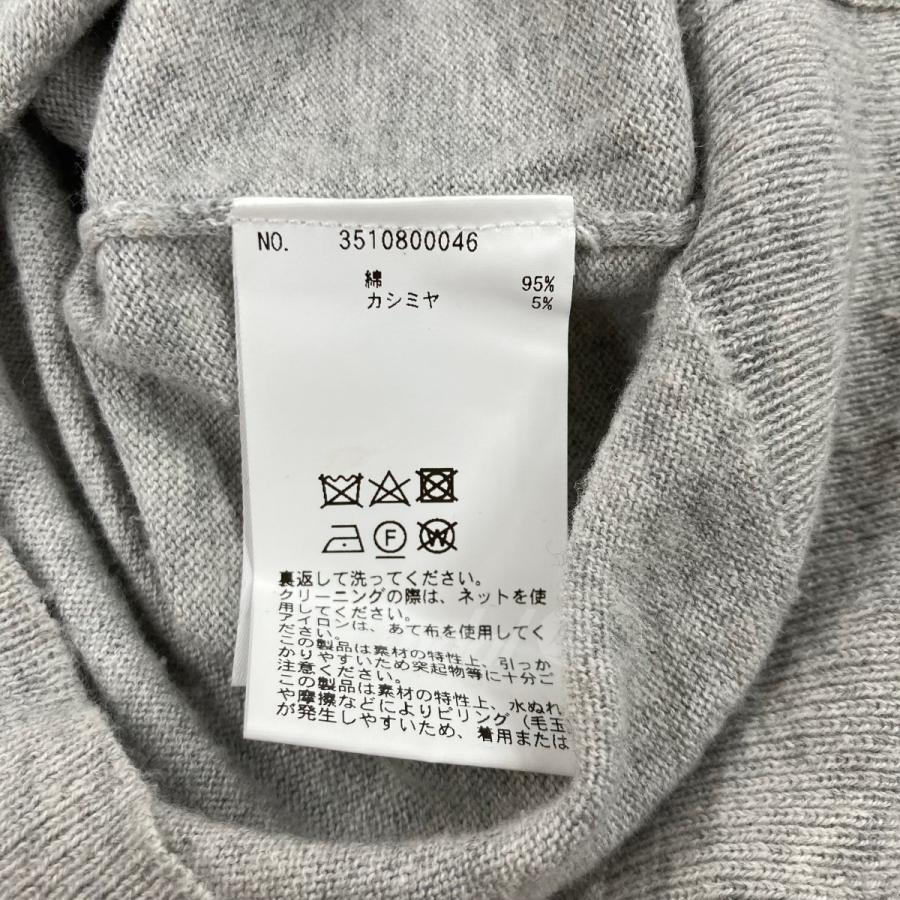 NO. 3510800046
綿 95%
カシミヤ 5%
F W
裏返して洗ってください。
クリーニングの際は、ネットを使
用してください。
アイロンは、あて布を使用してく
ださい。
この製品は素材の特性上、引っか
かりやすいため突起物等に十分ご
注意ください。
この製品は素材の特性上、水ぬれ
や摩擦などによりピリング(毛玉
が発生しやすいため、着用または